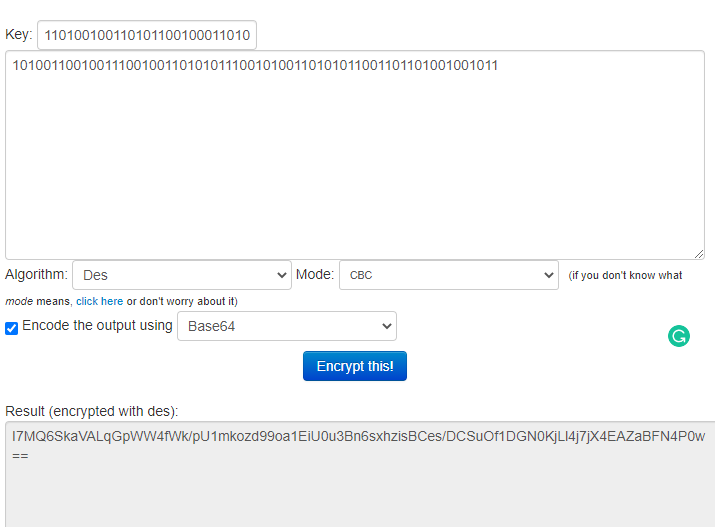 Key: 110100100110101100100011010
1010011001001110010011010101110010100110101011001101101001001011
Algorithm: Des Mode: CBC (if you don't know what
mode means, click here or don't worry about it)
Encode the output using Base64
Encrypt this!
Result (encrypted with des):
I7MQ6SkaVALqGpWW4fWk/pU1mkozd99oa1EiU0u3Bn6sxhzisBCes/DCSuOf1DGN0KjLI4j7jX4EAZaBFN4P0w
==